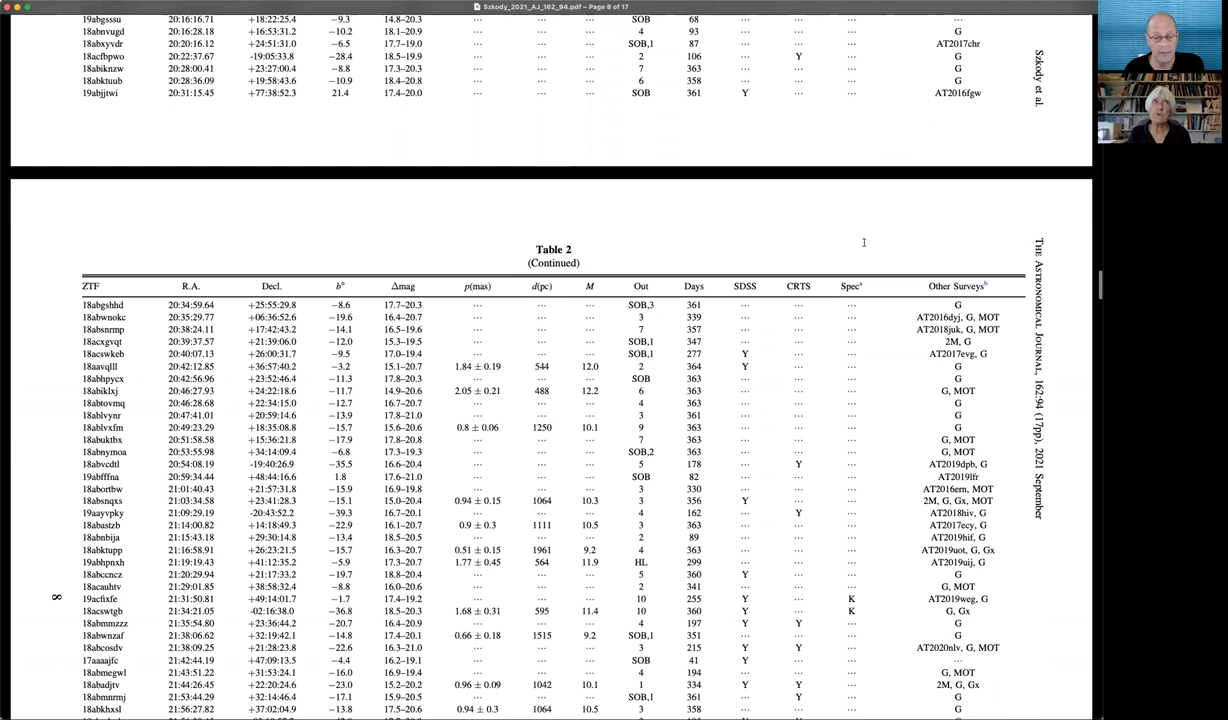 Szkody_2021_AJ_162_94.pdf — Page 8 of 17
19abgsssu 20:16:16.71 +18:22:25.4 −9.3 14.8–20.3 ⋯ ⋯ ⋯ SOB 68 ⋯ ⋯ ⋯ ⋯
18abnvugd 20:16:28.18 +16:53:31.2 −10.2 18.1–20.9 ⋯ ⋯ ⋯ 4 93 ⋯ ⋯ ⋯ G
18abxyvdr 20:20:16.12 +24:51:31.0 −6.5 17.7–19.0 ⋯ ⋯ ⋯ SOB,1 87 ⋯ ⋯ ⋯ AT2017chr
18acfbpwo 20:22:37.67 -19:05:33.8 −28.4 18.5–19.9 ⋯ ⋯ ⋯ 2 106 ⋯ Y ⋯ G
18abiknzw 20:28:00.41 +23:27:00.4 −8.8 17.3–20.3 ⋯ ⋯ ⋯ 7 363 ⋯ ⋯ ⋯ G
18abktuub 20:28:36.09 +19:58:43.6 −10.9 18.4–20.8 ⋯ ⋯ ⋯ 6 358 ⋯ ⋯ ⋯ G
19abjjtwi 20:31:15.45 +77:38:52.3 21.4 17.4–20.0 ⋯ ⋯ ⋯ SOB 361 Y ⋯ ⋯ AT2016fgw
Szkody et al.
Table 2
(Continued)
ZTF R.A. Decl. b° Δmag p(mas) d(pc) M Out Days SDSS CRTS Specᵃ Other Surveysᵇ
18abgshhd 20:34:59.64 +25:55:29.8 −8.6 17.7–20.3 ⋯ ⋯ ⋯ SOB,3 361 ⋯ ⋯ ⋯ G
18abwnokc 20:35:29.77 +06:36:52.6 −19.6 16.4–20.7 ⋯ ⋯ ⋯ 3 339 ⋯ ⋯ ⋯ AT2016dyj, G, MOT
18absnrmp 20:38:24.11 +17:42:43.2 −14.1 16.5–19.6 ⋯ ⋯ ⋯ 7 357 ⋯ ⋯ ⋯ AT2018juk, G, MOT
18acxgvqt 20:39:37.57 +21:39:06.0 −12.0 15.3–19.5 ⋯ ⋯ ⋯ SOB,1 347 ⋯ ⋯ ⋯ 2M, G
18acswkeb 20:40:07.13 +26:00:31.7 −9.5 17.0–19.4 ⋯ ⋯ ⋯ SOB,1 277 Y ⋯ ⋯ AT2017evg, G
18aavqlll 20:42:12.85 +36:57:40.2 −3.2 15.1–20.7 1.84 ± 0.19 544 12.0 2 364 Y ⋯ ⋯ G
18abhpycx 20:42:56.96 +23:52:46.4 −11.3 17.8–20.3 ⋯ ⋯ ⋯ SOB 363 ⋯ ⋯ ⋯ G
18abiklxj 20:46:27.93 +24:22:18.6 −11.7 14.9–20.6 2.05 ± 0.21 488 12.2 6 363 ⋯ ⋯ ⋯ G, MOT
18abtovmq 20:46:28.68 +22:34:15.0 −12.7 16.7–20.7 ⋯ ⋯ ⋯ 4 363 ⋯ ⋯ ⋯ G
18ablvynr 20:47:41.01 +20:59:14.6 −13.9 17.8–21.0 ⋯ ⋯ ⋯ 3 361 ⋯ ⋯ ⋯ G
18ablvxfm 20:49:23.29 +18:35:08.8 −15.7 15.6–20.6 0.8 ± 0.06 1250 10.1 9 363 ⋯ ⋯ ⋯ G
18abuktbx 20:51:58.58 +15:36:21.8 −17.9 17.8–20.8 ⋯ ⋯ ⋯ 7 363 ⋯ ⋯ ⋯ G, MOT
18abnymoa 20:53:55.98 +34:14:09.4 −6.8 17.3–19.3 ⋯ ⋯ ⋯ SOB,2 363 ⋯ ⋯ ⋯ G, MOT
18abvcdtl 20:54:08.19 -19:40:26.9 −35.5 16.6–20.4 ⋯ ⋯ ⋯ 5 178 ⋯ Y ⋯ AT2019dpb, G
19abfffna 20:59:34.44 +48:44:16.6 1.8 17.6–21.0 ⋯ ⋯ ⋯ SOB 82 ⋯ ⋯ ⋯ AT2019lfr
18abortbw 21:01:40.43 +21:57:31.8 −15.9 16.9–19.8 ⋯ ⋯ ⋯ 3 330 ⋯ ⋯ ⋯ AT2016ern, MOT
18absnqxs 21:03:34.58 +23:41:28.3 −15.1 15.0–20.4 0.94 ± 0.15 1064 10.3 3 356 Y ⋯ ⋯ 2M, G, Gx, MOT
19aayvpky 21:09:29.19 -20:43:52.2 −39.3 16.7–20.1 ⋯ ⋯ ⋯ 4 162 ⋯ Y ⋯ AT2018hiv, G
18abastzb 21:14:00.82 +14:18:49.3 −22.9 16.1–20.7 0.9 ± 0.3 1111 10.5 3 363 ⋯ ⋯ ⋯ AT2017ecy, G
18abnbija 21:15:43.18 +29:30:14.8 −13.4 18.5–20.5 ⋯ ⋯ ⋯ 2 89 ⋯ ⋯ ⋯ AT2019hif, G
18abktupp 21:16:58.91 +26:23:21.5 −15.7 16.3–20.7 0.51 ± 0.15 1961 9.2 4 363 ⋯ ⋯ ⋯ AT2019uot, G, Gx
19abhpnxh 21:19:19.43 +41:12:35.2 −5.9 17.3–20.7 1.77 ± 0.45 564 11.9 HL 299 ⋯ ⋯ ⋯ AT2019uij, G
18abccncz 21:20:29.94 +21:17:33.2 −19.7 18.8–20.4 ⋯ ⋯ ⋯ 5 360 Y ⋯ ⋯ G
18acauhtv 21:29:01.85 +38:58:32.4 −8.8 16.0–20.6 ⋯ ⋯ ⋯ 2 341 ⋯ ⋯ ⋯ G, MOT
19acfixfe 21:31:50.81 +49:14:01.7 −1.7 17.4–19.2 ⋯ ⋯ ⋯ 10 255 Y ⋯ K AT2019weg, G
18acswtgb 21:34:21.05 -02:16:38.0 −36.8 18.5–20.3 1.68 ± 0.31 595 11.4 10 360 Y ⋯ K G, Gx
18abmmzzz 21:35:54.80 +23:36:44.2 −20.7 16.4–20.9 ⋯ ⋯ ⋯ 4 197 Y Y ⋯ G
18abwnzaf 21:38:06.62 +32:19:42.1 −14.8 17.4–20.1 0.66 ± 0.18 1515 9.2 SOB,1 351 ⋯ ⋯ ⋯ G
18abcosdv 21:38:09.25 +21:28:23.8 −22.6 16.3–21.0 ⋯ ⋯ ⋯ 3 215 Y Y ⋯ AT2020nlv, G, MOT
17aaaajfc 21:42:44.19 +47:09:13.5 −4.4 16.2–19.1 ⋯ ⋯ ⋯ SOB 41 Y ⋯ ⋯ ⋯
18abmegwl 21:43:51.22 +31:53:24.1 −16.0 16.9–19.4 ⋯ ⋯ ⋯ 4 194 ⋯ ⋯ ⋯ G, MOT
18abadjtv 21:44:26.45 +22:20:24.6 −23.0 15.2–20.2 0.96 ± 0.09 1042 10.1 1 334 Y Y ⋯ 2M, G, Gx
18abmnrmj 21:53:44.29 +32:14:46.4 −17.1 15.9–20.5 ⋯ ⋯ ⋯ SOB,1 361 ⋯ Y ⋯ G
18abkhxsl 21:56:27.82 +37:02:04.9 −13.8 17.5–20.6 0.94 ± 0.3 1064 10.5 3 358 ⋯ ⋯ ⋯ G
THE ASTRONOMICAL JOURNAL, 162:94 (17pp), 2021 September
8